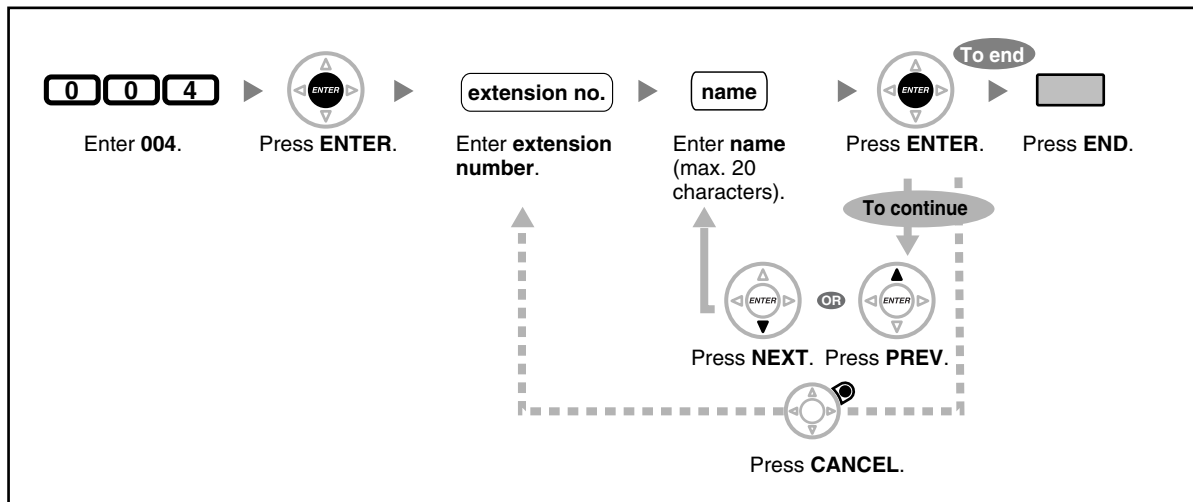 To end
0 0 4
ENTER
extension no.
name
ENTER
Enter 004.
Press ENTER.
Enter extension
number.
Enter name
(max. 20
characters).
Press ENTER.
Press END.
To continue
ENTER
OR
ENTER
Press NEXT.
Press PREV.
Press CANCEL.